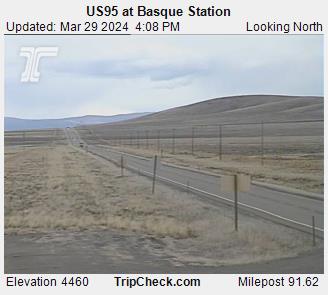 US95 at Basque Station
Updated: Mar 29 2024 4:08 PM Looking North
Elevation 4460 TripCheck.com Milepost 91.62